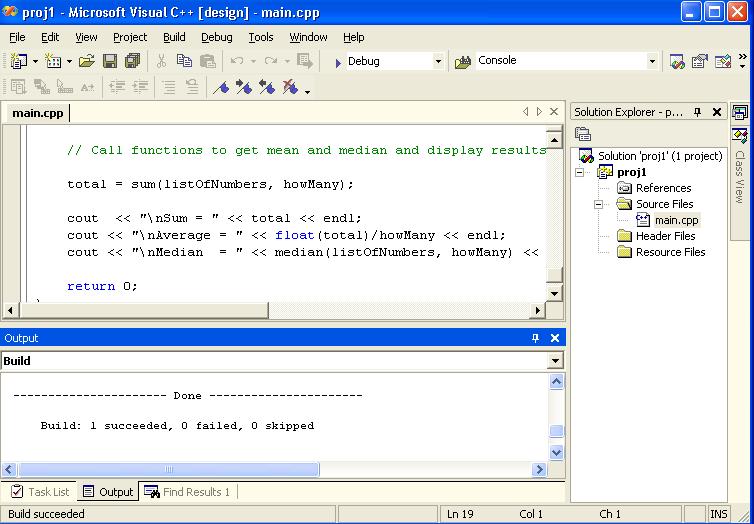 proj1 - Microsoft Visual C++ [design] - main.cpp
File Edit View Project Build Debug Tools Window Help
Debug Console
main.cpp
// Call functions to get mean and median and display results
total = sum(listOfNumbers, howMany);
cout  << "\nSum = " << total << endl;
cout << "\nAverage = " << float(total)/howMany << endl;
cout << "\nMedian  = " << median(listOfNumbers, howMany) <<
return 0;
Solution Explorer - p...
Solution 'proj1' (1 project)
proj1
References
Source Files
main.cpp
Header Files
Resource Files
Class View
Output
Build
---------------------- Done ----------------------
Build: 1 succeeded, 0 failed, 0 skipped
Task List Output Find Results 1
Build succeeded Ln 19 Col 1 Ch 1 INS